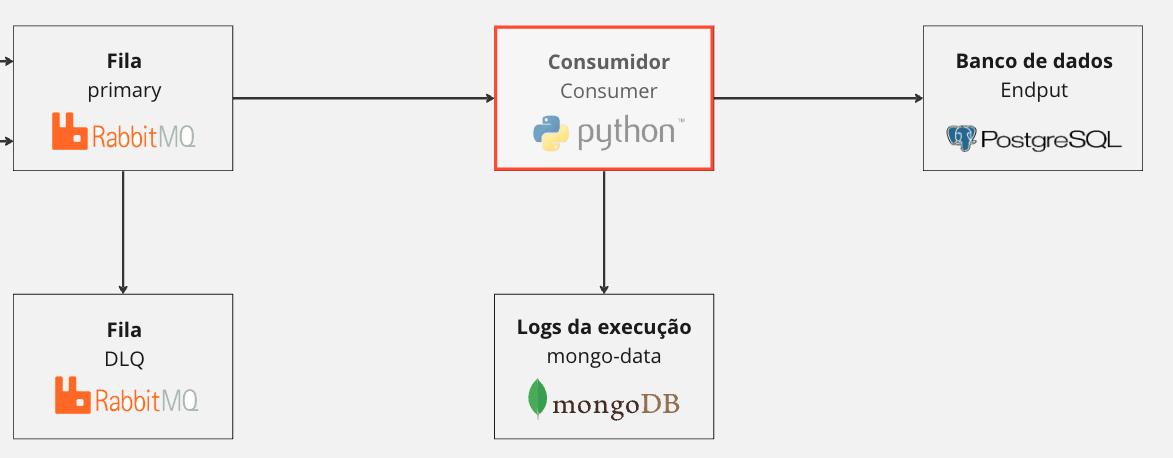 Fila
primary
RabbitMQ
Consumidor
Consumer
python™
Banco de dados
Endput
PostgreSQL
Fila
DLQ
RabbitMQ
Logs da execução
mongo-data
mongoDB